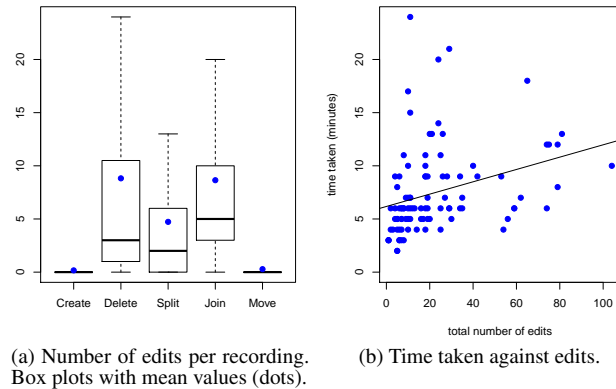 0
5
10
15
20
Create
Delete
Split
Join
Move
0
5
10
15
20
time taken (minutes)
0
20
40
60
80
100
total number of edits
(a) Number of edits per recording.
Box plots with mean values (dots).
(b) Time taken against edits.